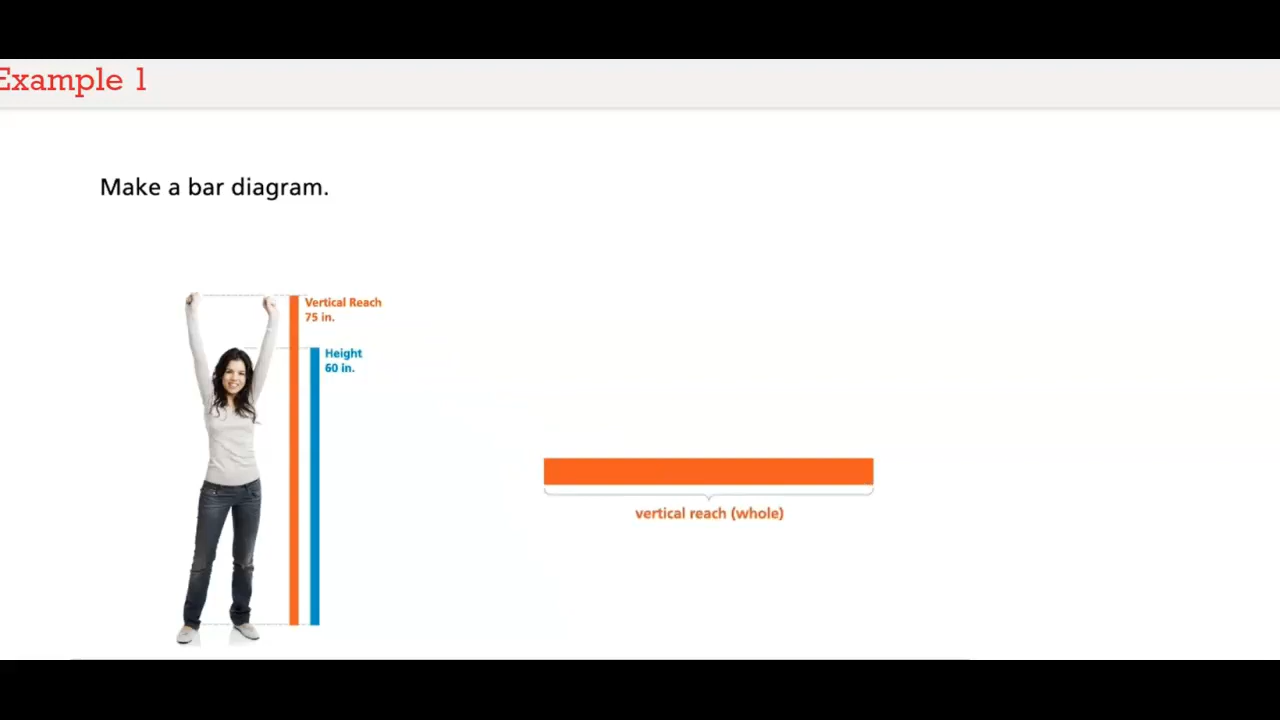 Example 1
Make a bar diagram.
Vertical Reach
75 in.
Height
60 in.
vertical reach (whole)